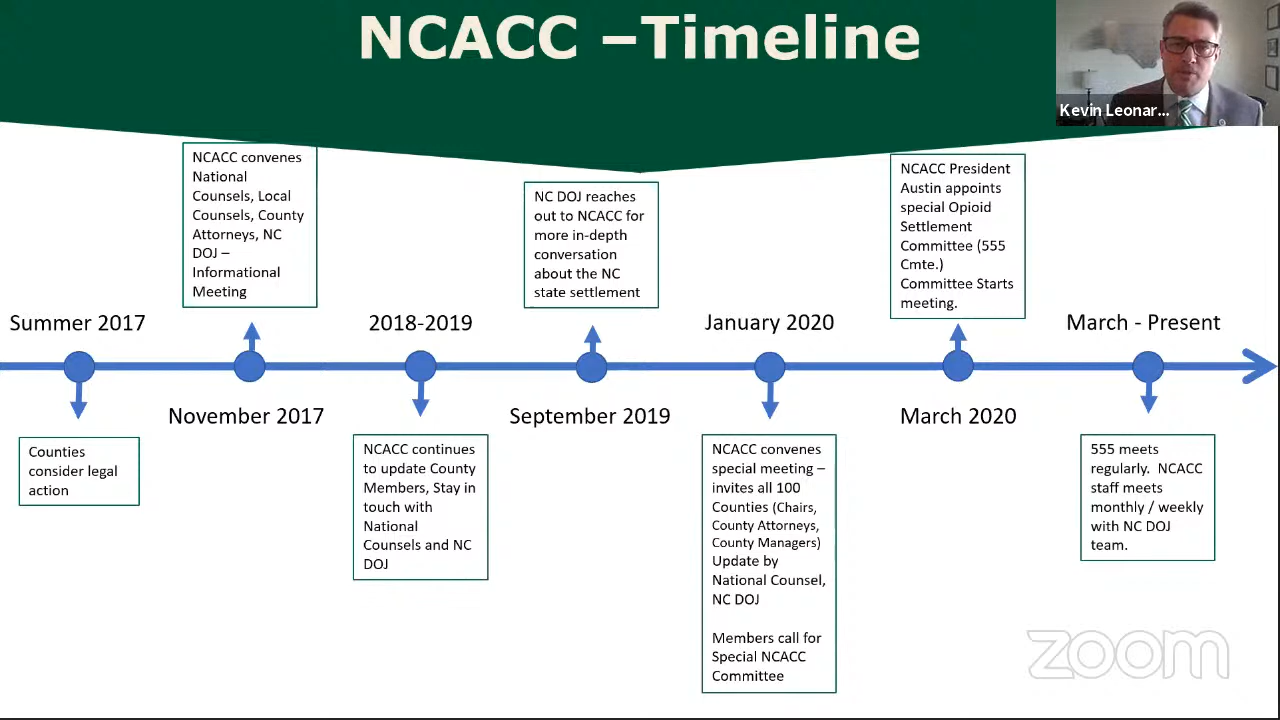 NCACC –Timeline
Kevin Leonar...
NCACC convenes
National
Counsels, Local
Counsels, County
Attorneys, NC
DOJ –
Informational
Meeting
NC DOJ reaches
out to NCACC for
more in-depth
conversation
about the NC
state settlement
NCACC President
Austin appoints
special Opioid
Settlement
Committee (555
Cmte.)
Committee Starts
meeting.
Summer 2017
2018-2019
January 2020
March - Present
November 2017
September 2019
March 2020
Counties
consider legal
action
NCACC continues
to update County
Members, Stay in
touch with
National
Counsels and NC
DOJ
NCACC convenes
special meeting –
invites all 100
Counties (Chairs,
County Attorneys,
County Managers)
Update by
National Counsel,
NC DOJ
Members call for
Special NCACC
Committee
555 meets
regularly. NCACC
staff meets
monthly / weekly
with NC DOJ
team.
zoom